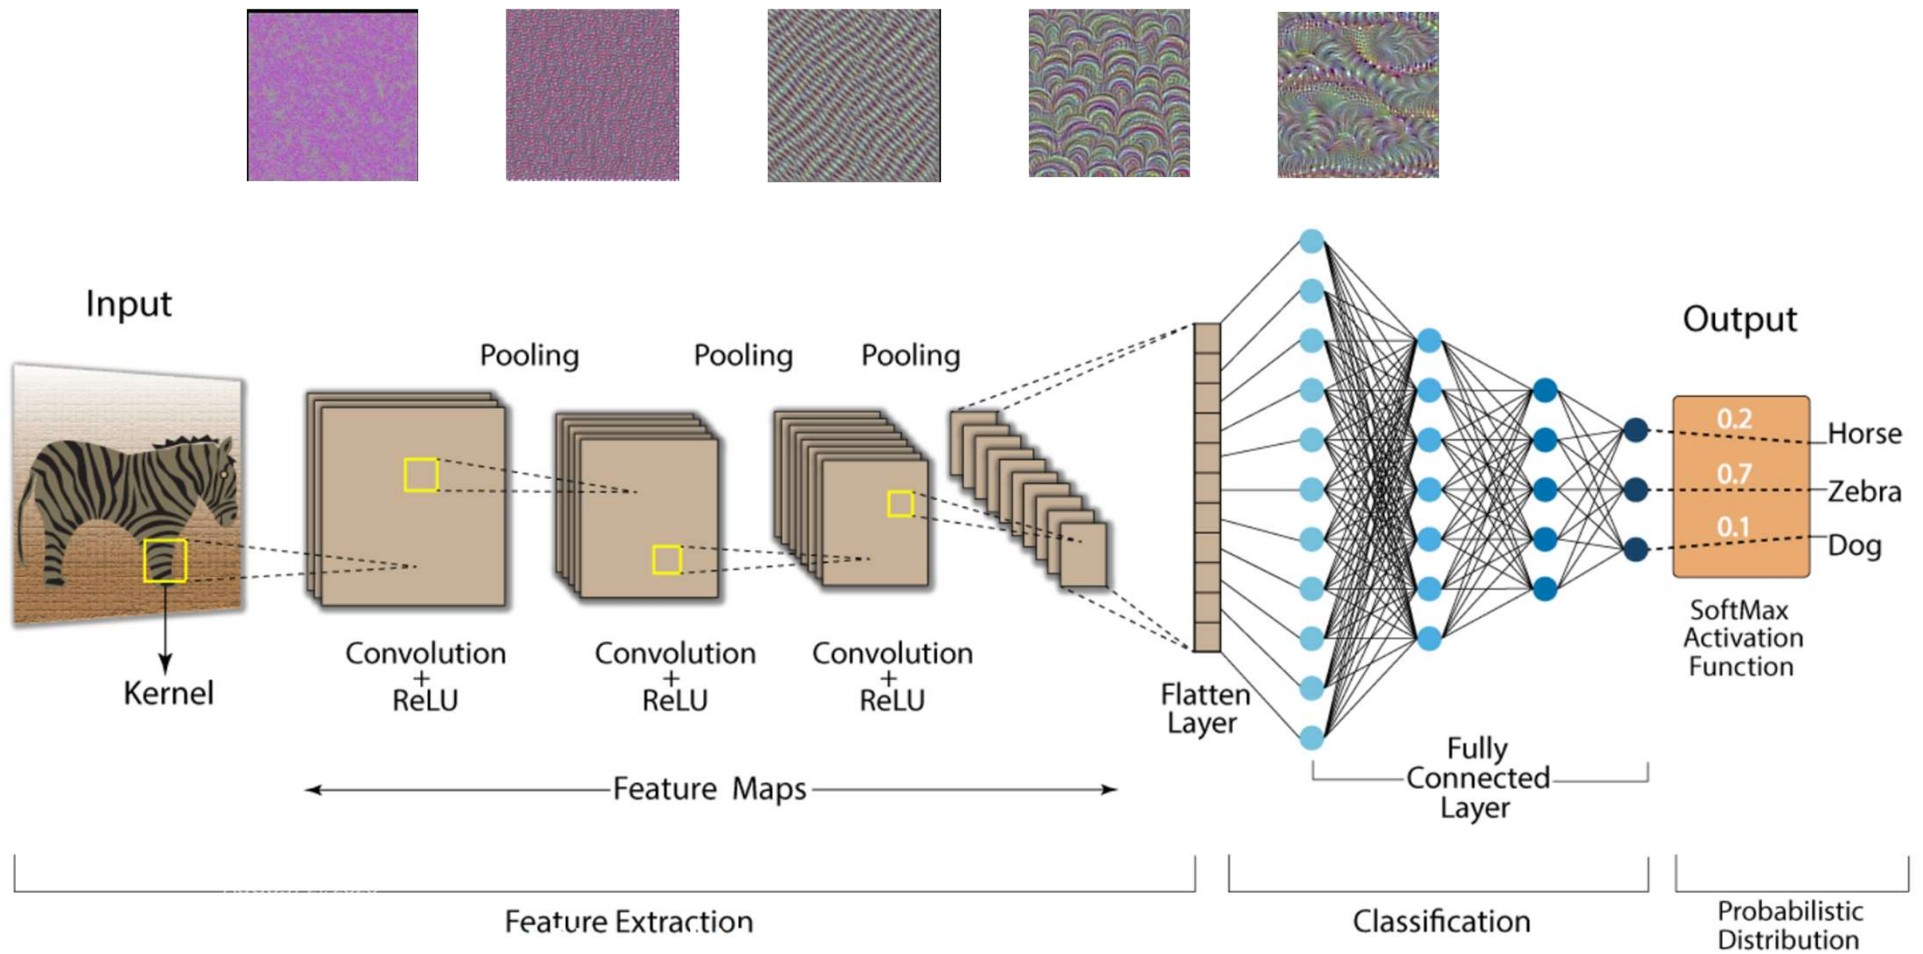 Input
Pooling
Pooling
Pooling
Output
0.2
Horse
0.7
Zebra
0.1
Dog
Kernel
Convolution
+
ReLU
Convolution
+
ReLU
Convolution
+
ReLU
Flatten
Layer
SoftMax
Activation
Function
Feature Maps
Fully
Connected
Layer
Feature Extraction
Classification
Probabilistic
Distribution